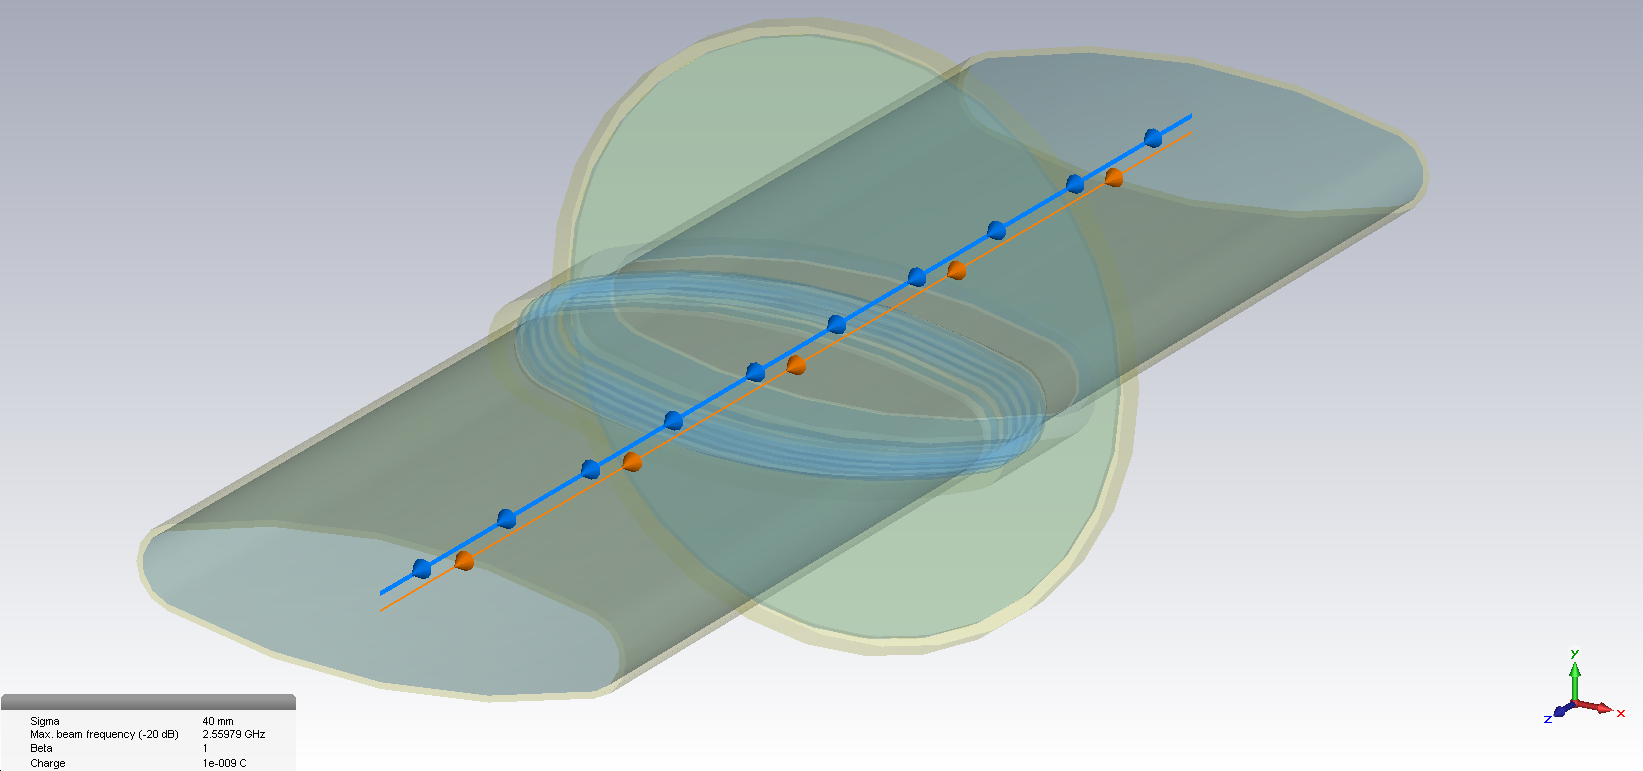 Sigma 40 mm
Max. beam frequency (-20 dB) 2.55979 GHz
Beta 1
Charge 1e-009 C
y
x
z